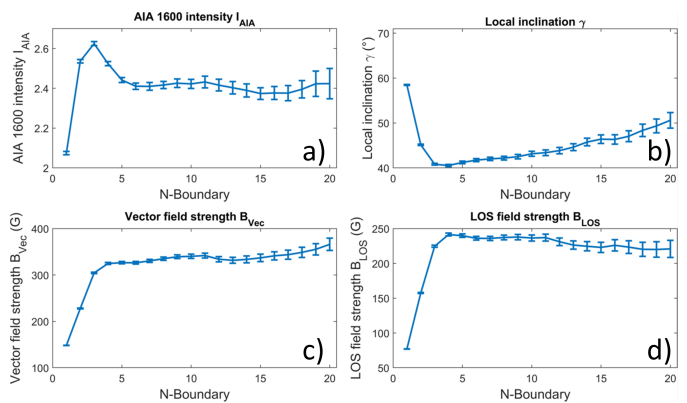 AIA 1600 intensity I_AIA
AIA 1600 intensity I_AIA
2.6
2.4
2.2
2
0 5 10 15 20
N-Boundary
a)
Local inclination γ
Local inclination γ (°)
70
60
50
40
0 5 10 15 20
N-Boundary
b)
Vector field strength B_Vec
Vector field strength B_Vec (G)
400
300
200
100
0 5 10 15 20
N-Boundary
c)
LOS field strength B_LOS
LOS field strength B_LOS (G)
250
200
150
100
50
0 5 10 15 20
N-Boundary
d)